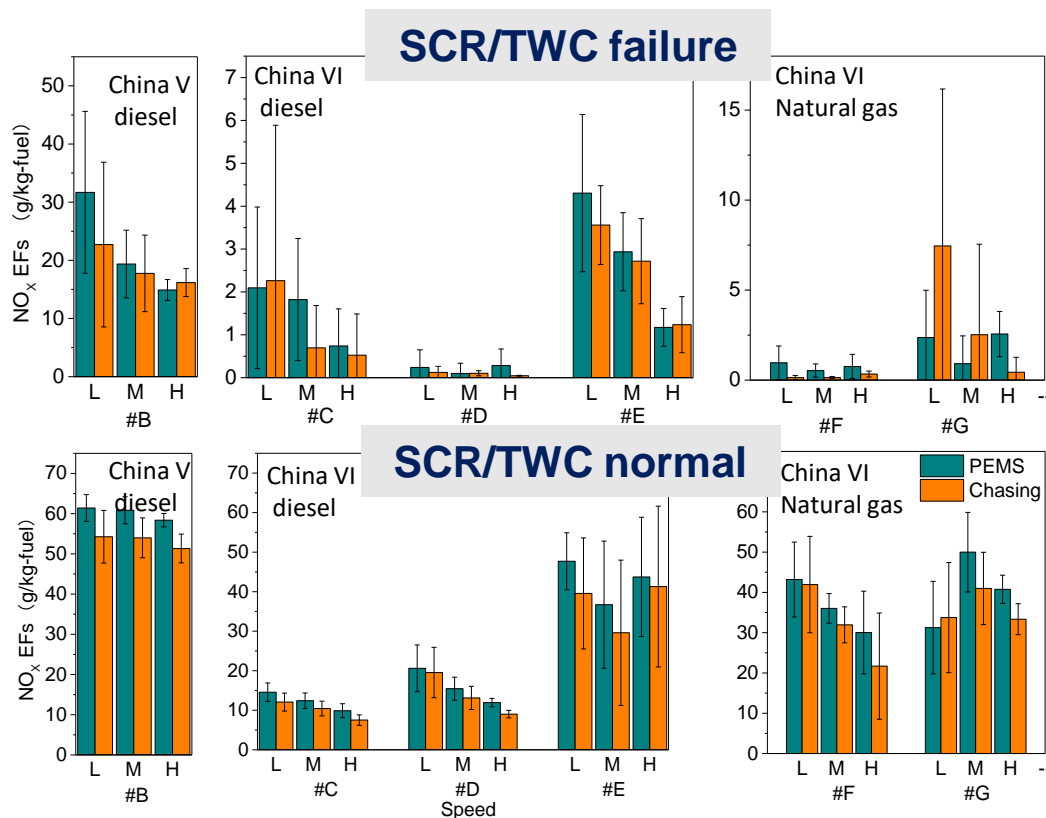 SCR/TWC failure
NOX EFs (g/kg-fuel)
China V
diesel
50
40
30
20
10
0
L M H
#B
China VI
diesel
7
6
5
4
3
2
1
0
L M H L M H L M H
#C #D #E
China VI
Natural gas
15
10
5
0
L M H L M H --
#F #G
SCR/TWC normal
NOX EFs (g/kg-fuel)
China V
diesel
70
60
50
40
30
20
10
0
L M H
#B
China VI
diesel
70
60
50
40
30
20
10
0
L M H L M H L M H
#C #D #E
Speed
China VI
Natural gas
PEMS
Chasing
60
50
40
30
20
10
0
L M H L M H --
#F #G